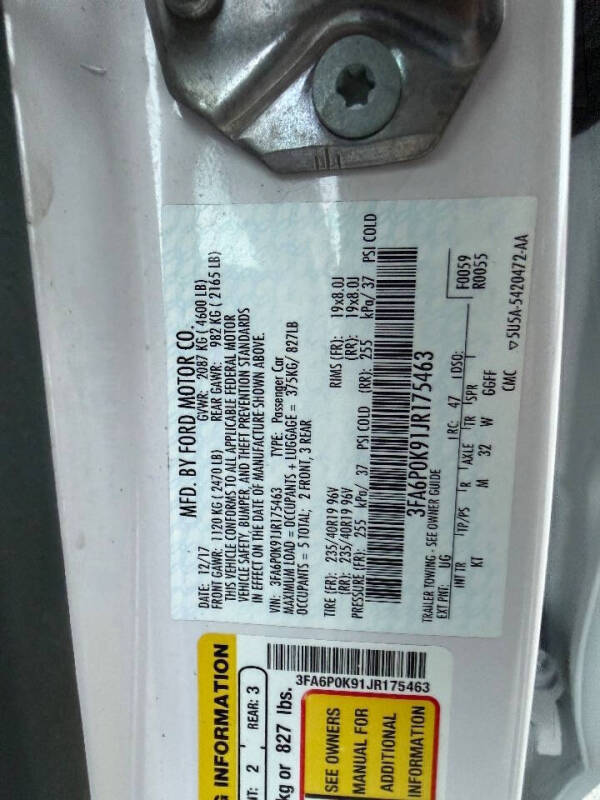 MFD. BY FORD MOTOR CO.
DATE: 12/17 GVWR: 2087 KG ( 4600 LB)
FRONT GAWR: 1120 KG (2470 LB) REAR GAWR: 982 KG ( 2165 LB)
THIS VEHICLE CONFORMS TO ALL APPLICABLE FEDERAL MOTOR
VEHICLE SAFETY, BUMPER, AND THEFT PREVENTION STANDARDS
IN EFFECT ON THE DATE OF MANUFACTURE SHOWN ABOVE.
VIN: 3FA6P0K91JR175463 TYPE: Passenger Car
MAXIMUM LOAD = OCCUPANTS + LUGGAGE = 375KG/ 827LB
OCCUPANTS = 5 TOTAL; 2 FRONT, 3 REAR
TIRE (FR): 235/40R19 96V RIMS (FR): 19x8.0J
(RR): 235/40R19 96V (RR): 19x8.0J
PRESSURE (FR): 255 kPa/ 37 PSI COLD (RR): 255 kPa/ 37 PSI COLD
3FA6P0K91JR175463
TRAILER TOWING - SEE OWNER GUIDE F0059
EXT PNT: UG RC: 47 DSO: R0055
INT TR TP/PS R AXLE TR SPR
KT M 32 W GGFF
CMC ▽5U5A-5420472-AA
G INFORMATION
NT: 2 REAR: 3
kg or 827 lbs.
3FA6P0K91JR175463
SEE OWNERS
MANUAL FOR
ADDITIONAL
INFORMATION